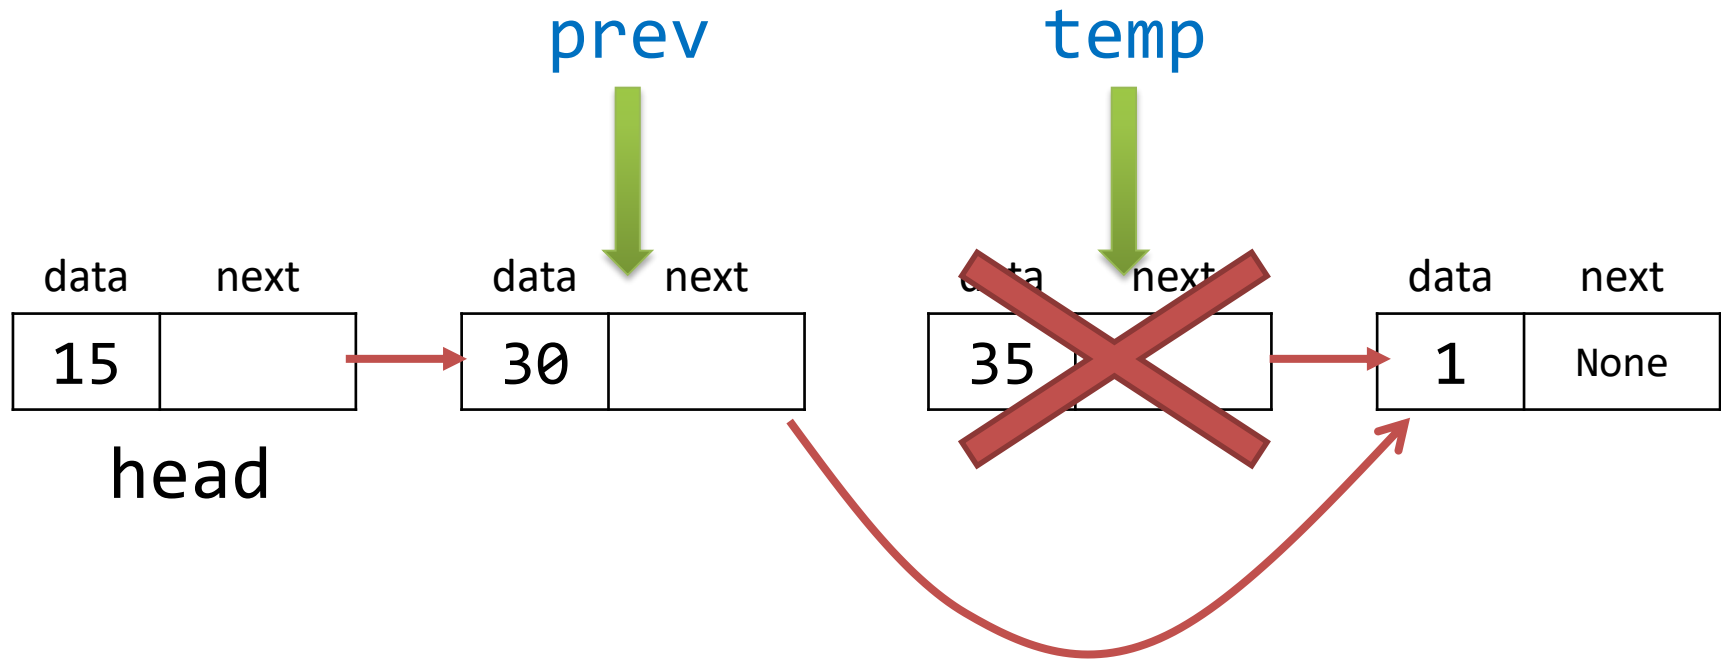 prev temp
data next data next next data next
15 30 35 1 None
head